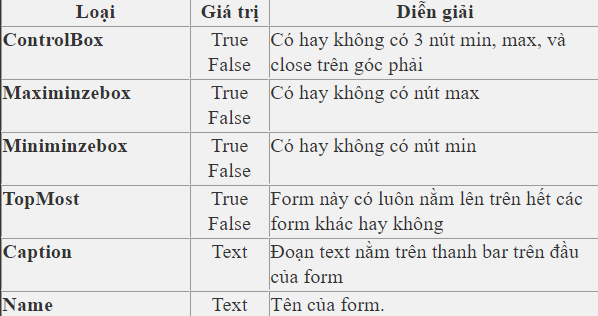 Loại Giá trị Diễn giải
ControlBox True Có hay không có 3 nút min, max, và
False close trên góc phải
Maximinzebox True Có hay không có nút max
False
Miniminzebox True Có hay không có nút min
False
TopMost True Form này có luôn nằm lên trên hết các
False form khác hay không
Caption Text Đoạn text nằm trên thanh bar trên đầu
của form
Name Text Tên của form.